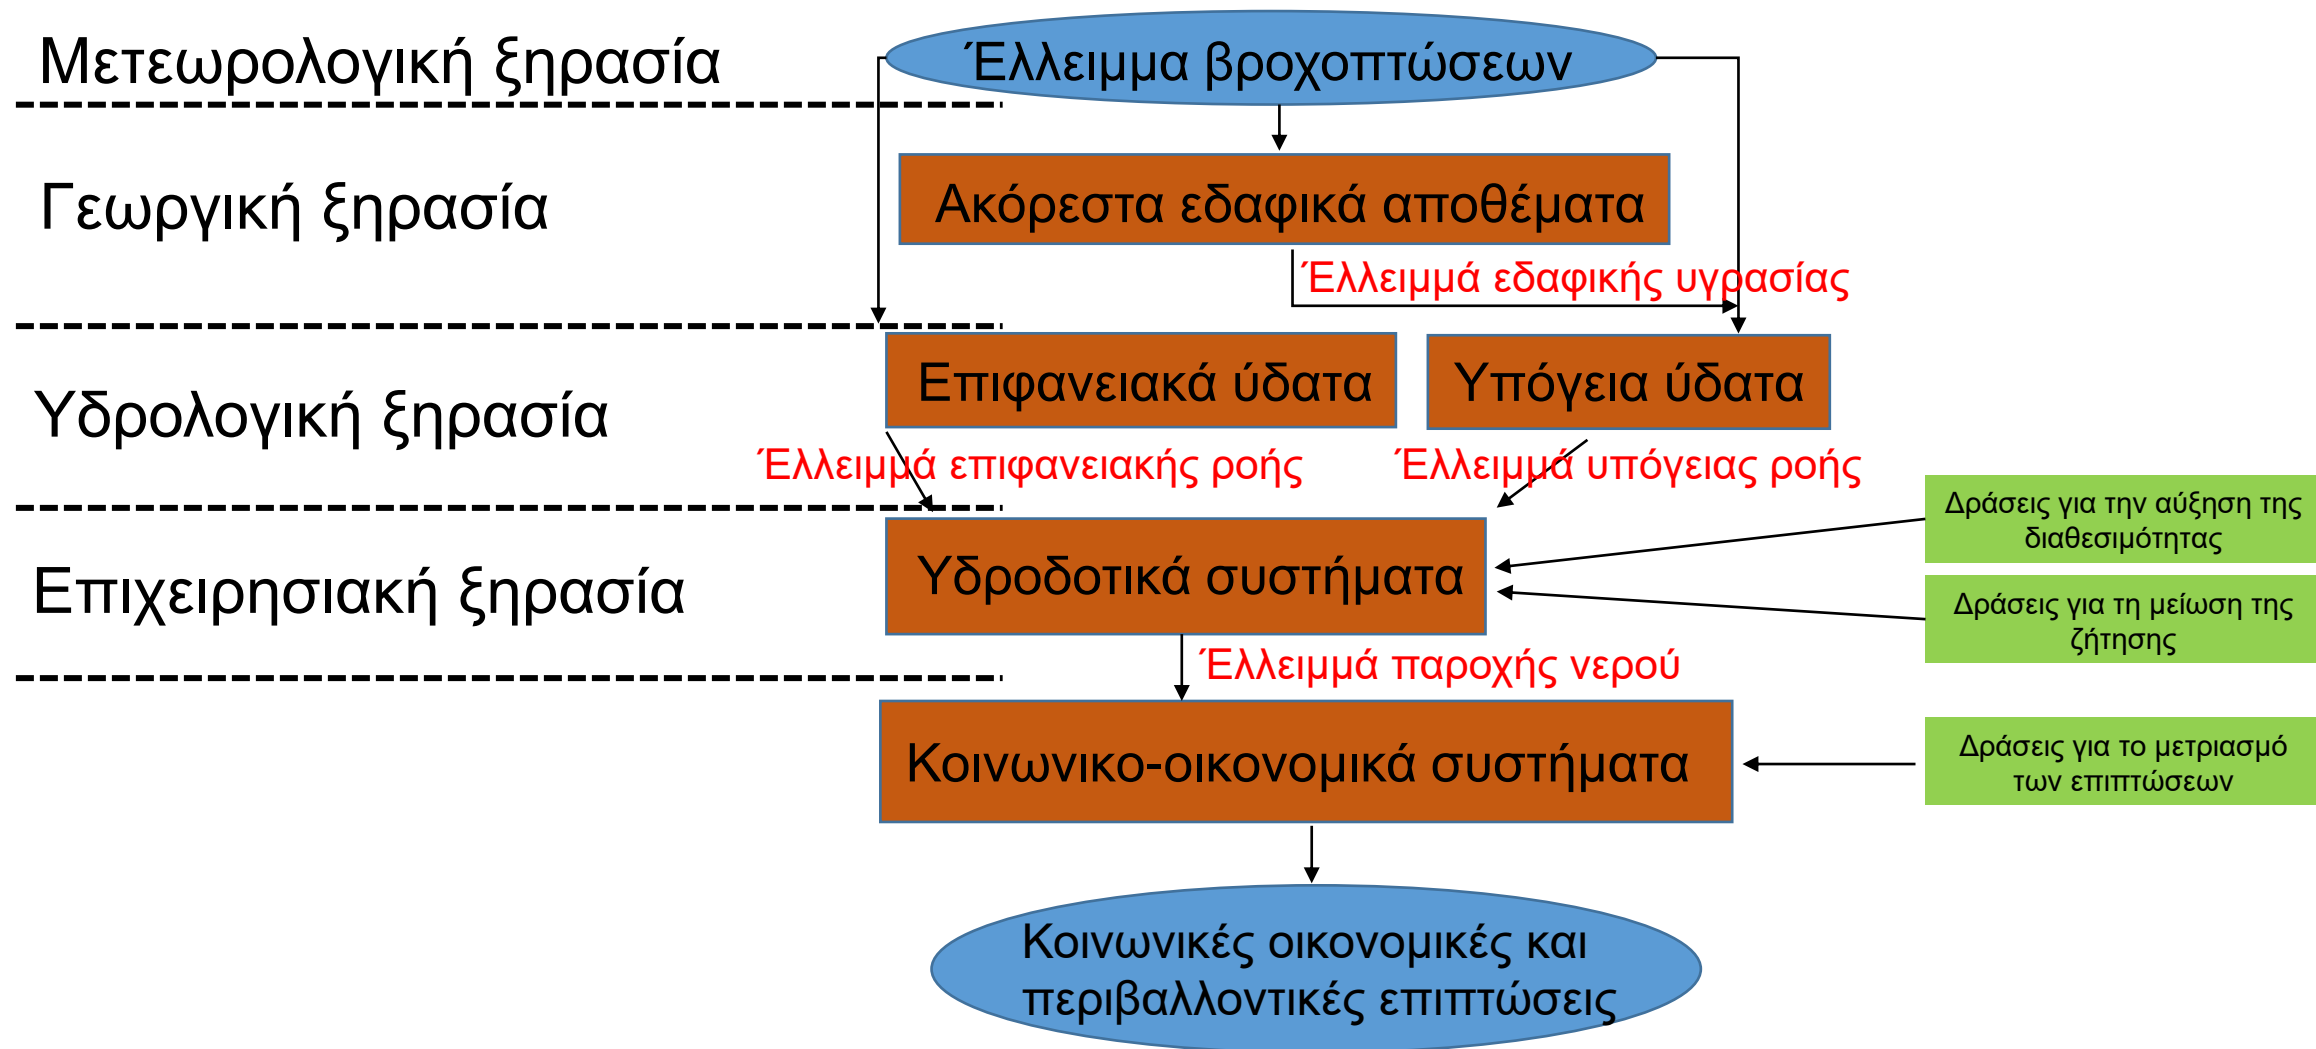 Μετεωρολογική ξηρασία
Έλλειμμα βροχοπτώσεων
Γεωργική ξηρασία
Ακόρεστα εδαφικά αποθέματα
Έλλειμμά εδαφικής υγρασίας
Υδρολογική ξηρασία
Επιφανειακά ύδατα
Υπόγεια ύδατα
Έλλειμμά επιφανειακής ροής
Έλλειμμά υπόγειας ροής
Επιχειρησιακή ξηρασία
Υδροδοτικά συστήματα
Δράσεις για την αύξηση της
διαθεσιμότητας
Δράσεις για τη μείωση της
ζήτησης
Έλλειμμά παροχής νερού
Κοινωνικο-οικονομικά συστήματα
Δράσεις για το μετριασμό
των επιπτώσεων
Κοινωνικές οικονομικές και
περιβαλλοντικές επιπτώσεις